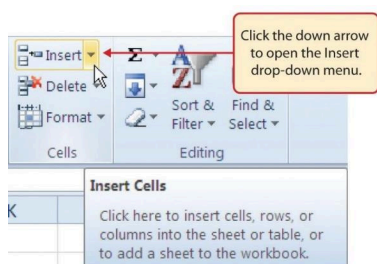 Click the down arrow
to open the Insert
drop-down menu.
Insert
Delete
Format
Cells
Σ
A
Z
Sort &
Filter
Find &
Select
Editing
Insert Cells
Click here to insert cells, rows, or
columns into the sheet or table, or
to add a sheet to the workbook.
K